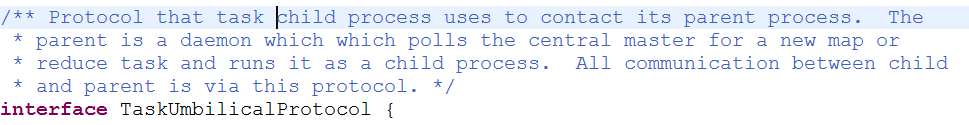 /** Protocol that task child process uses to contact its parent process.  The
 * parent is a daemon which which polls the central master for a new map or
 * reduce task and runs it as a child process.  All communication between child
 * and parent is via this protocol. */
interface TaskUmbilicalProtocol {